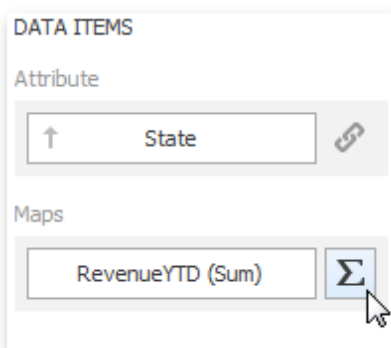 DATA ITEMS
Attribute
State
Maps
RevenueYTD (Sum) Σ